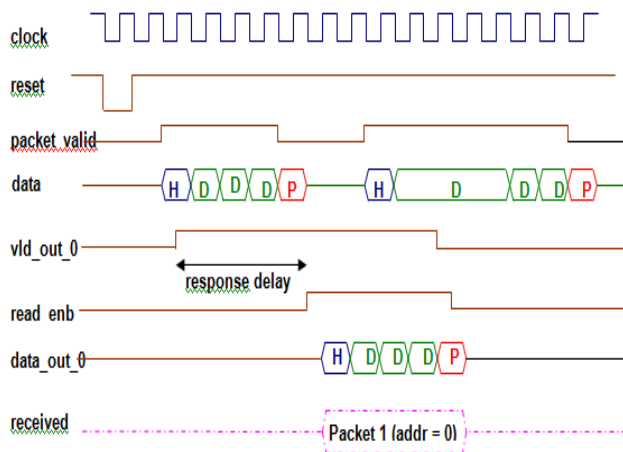 clock
reset
packet_valid
data H D D D P H D D D P
vld_out_0
response delay
read_enb
data_out_0 H D D D P
received Packet 1 (addr = 0)